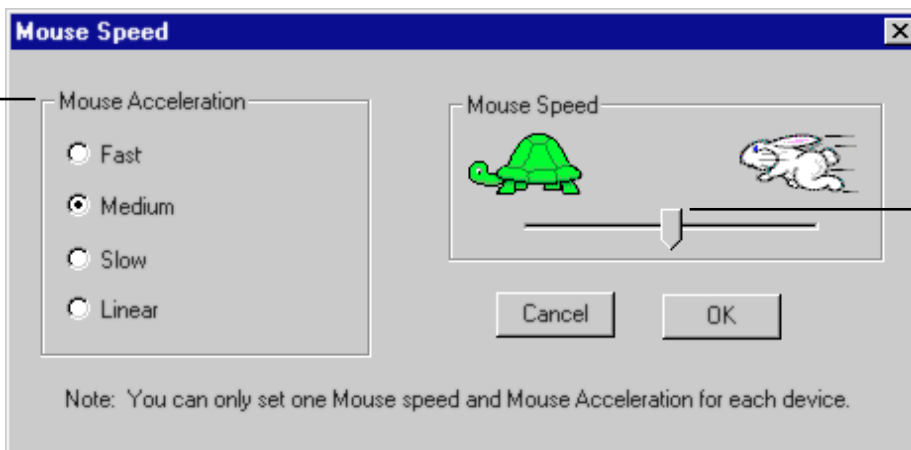 Mouse Speed
Mouse Acceleration
Fast
Medium
Slow
Linear
Mouse Speed
Cancel
OK
Note: You can only set one Mouse speed and Mouse Acceleration for each device.